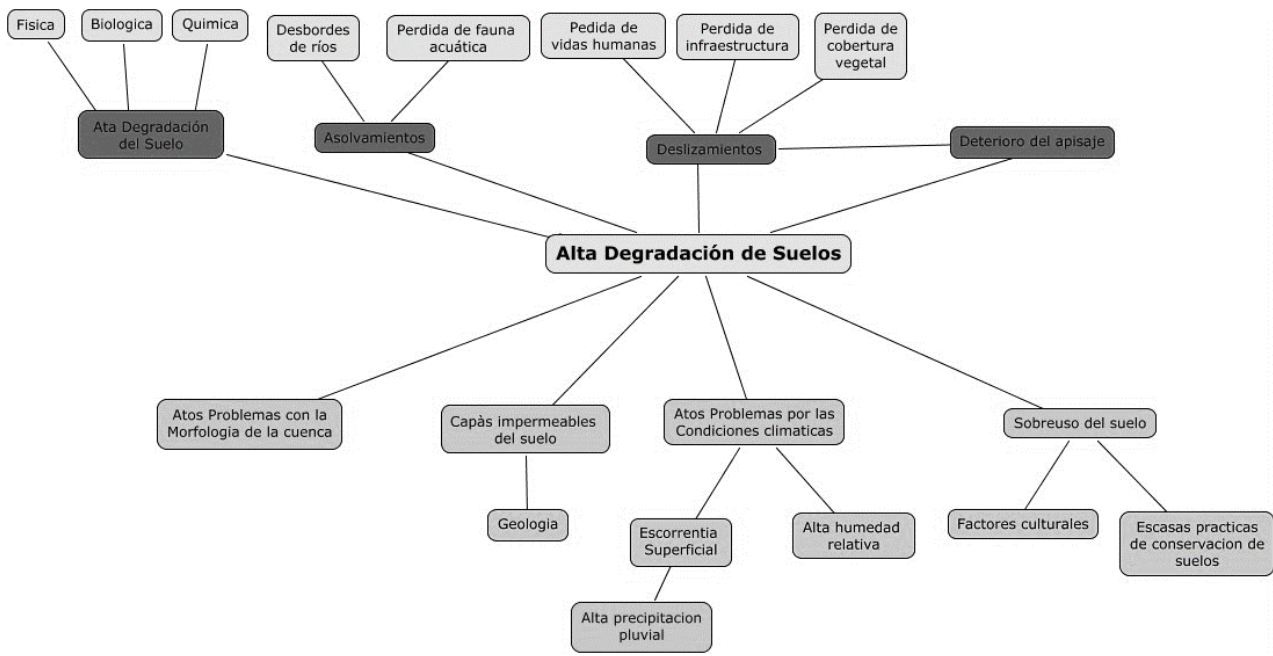 Fisica
Biologica
Quimica
Desbordes
de ríos
Perdida de fauna
acuática
Pedida de
vidas humanas
Perdida de
infraestructura
Perdida de
cobertura
vegetal
Ata Degradación
del Suelo
Asolvamientos
Deslizamientos
Deterioro del apisaje
Alta Degradación de Suelos
Atos Problemas con la
Morfologia de la cuenca
Capàs impermeables
del suelo
Atos Problemas por las
Condiciones climaticas
Sobreuso del suelo
Geologia
Escorrentia
Superficial
Alta humedad
relativa
Factores culturales
Escasas practicas
de conservacion de
suelos
Alta precipitacion
pluvial